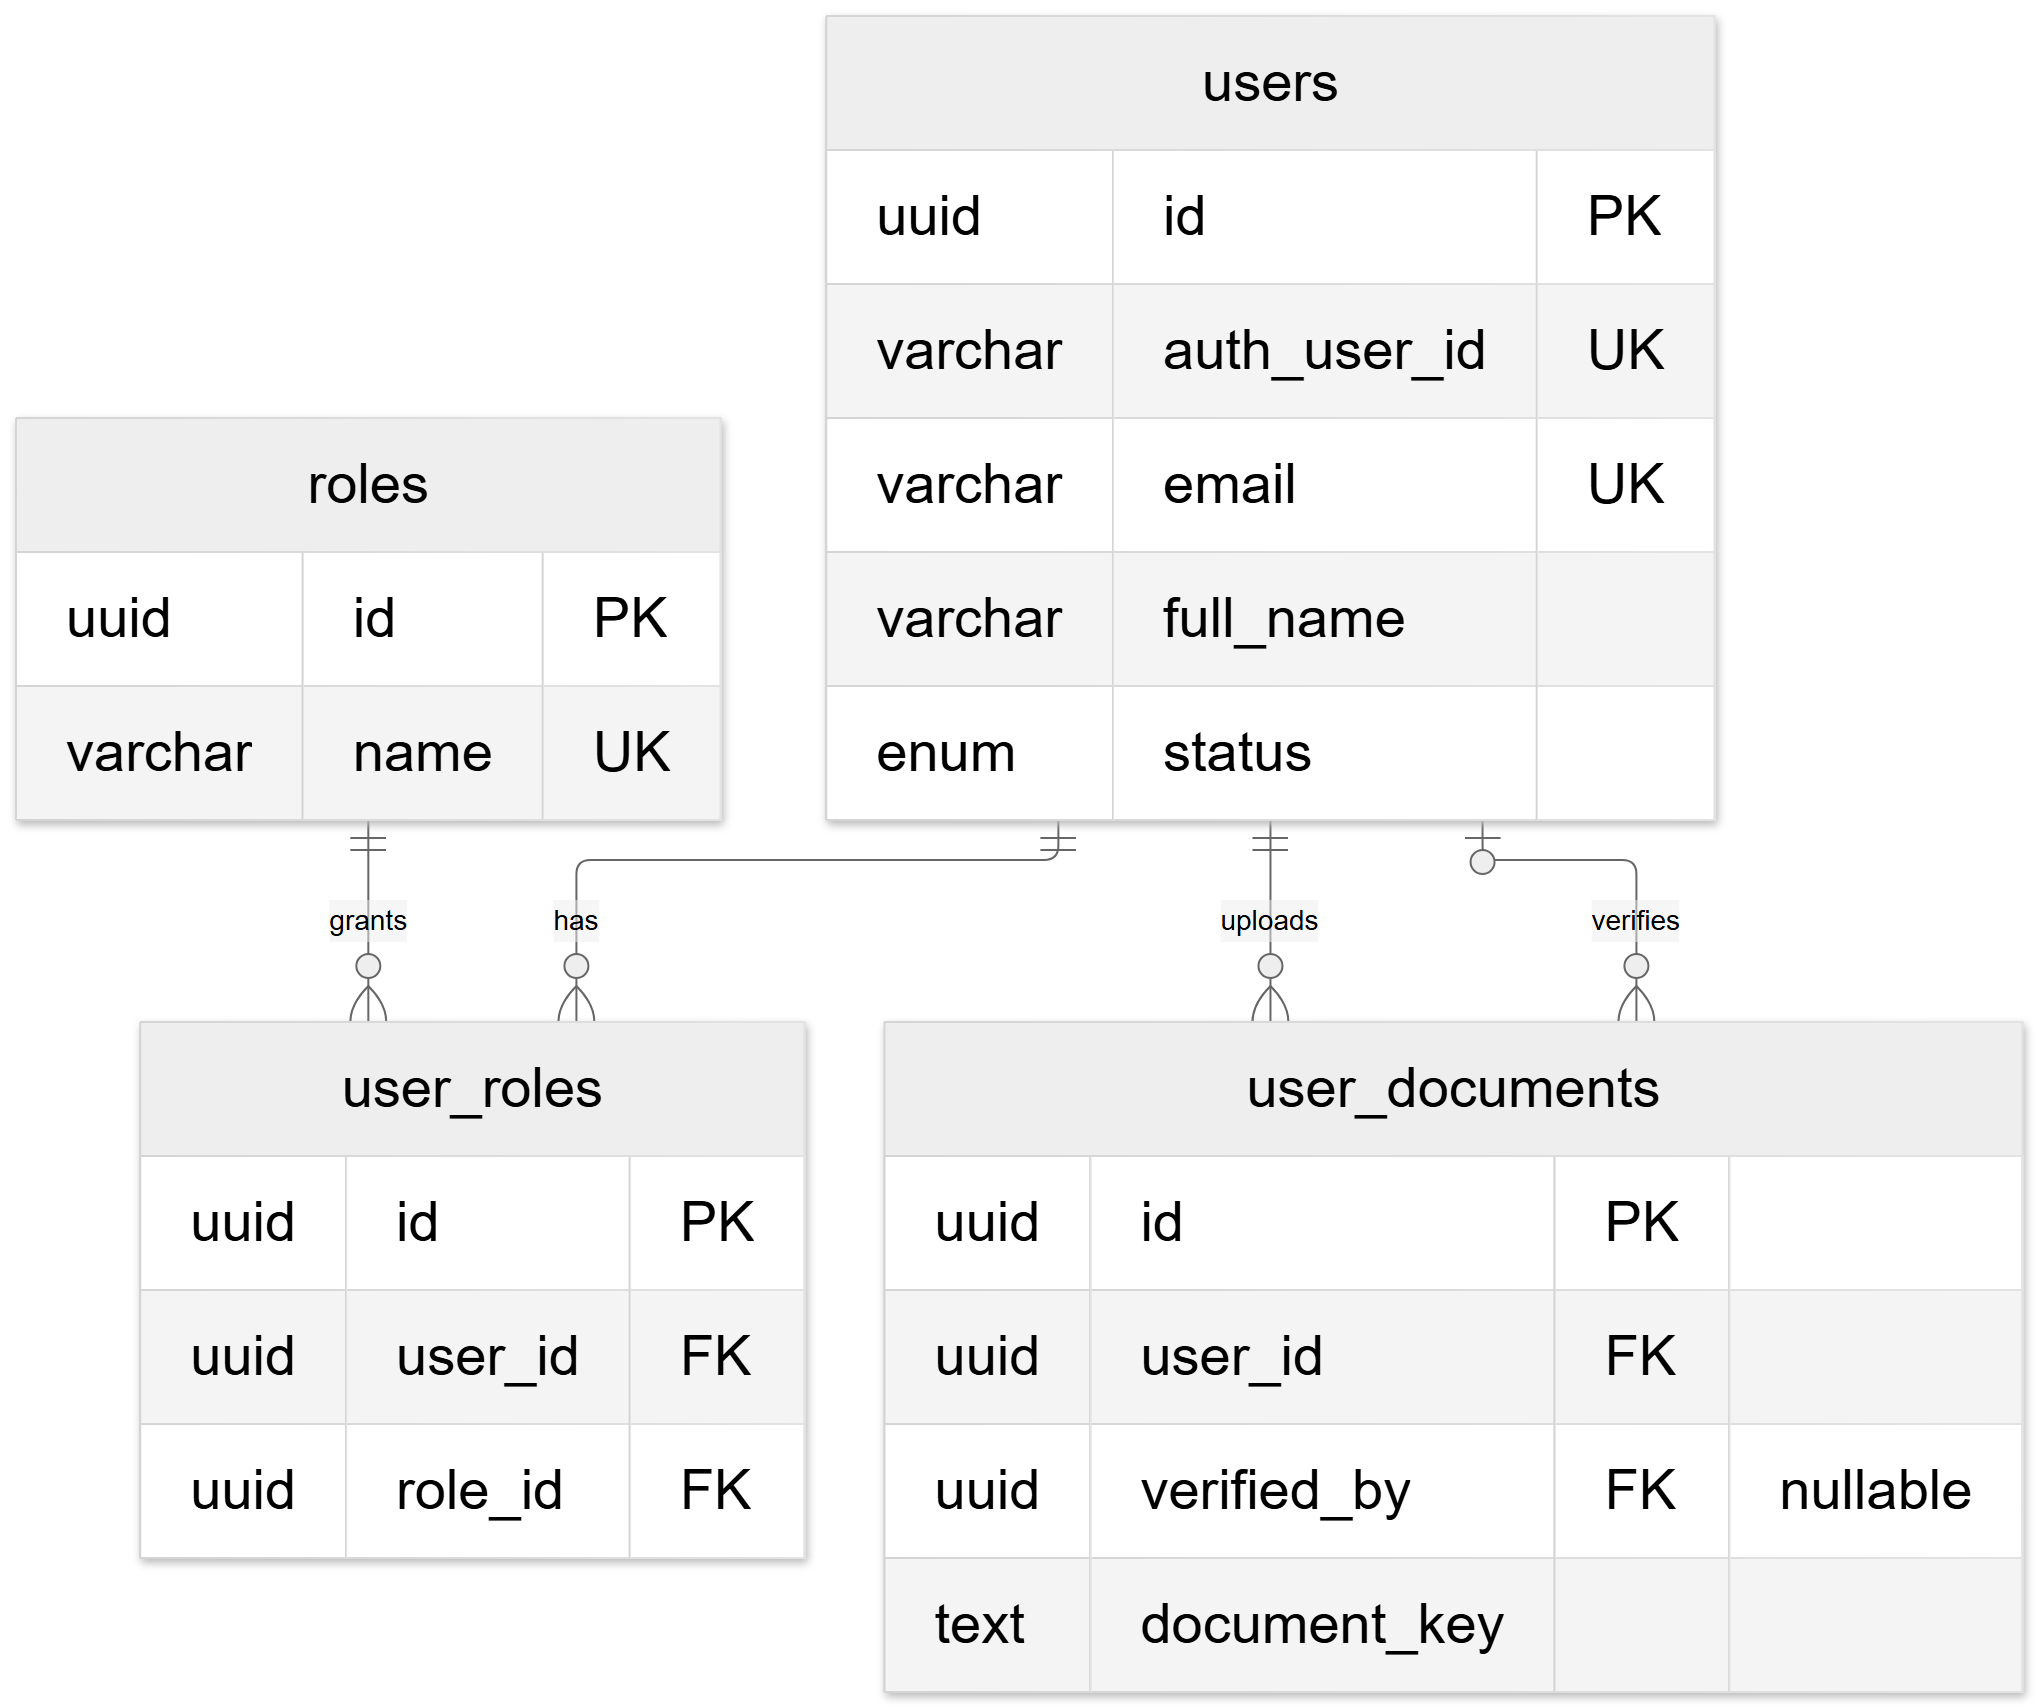 users
uuid id PK
varchar auth_user_id UK
varchar email UK
varchar full_name
enum status
roles
uuid id PK
varchar name UK
grants
has
uploads
verifies
user_roles
uuid id PK
uuid user_id FK
uuid role_id FK
user_documents
uuid id PK
uuid user_id FK
uuid verified_by FK nullable
text document_key